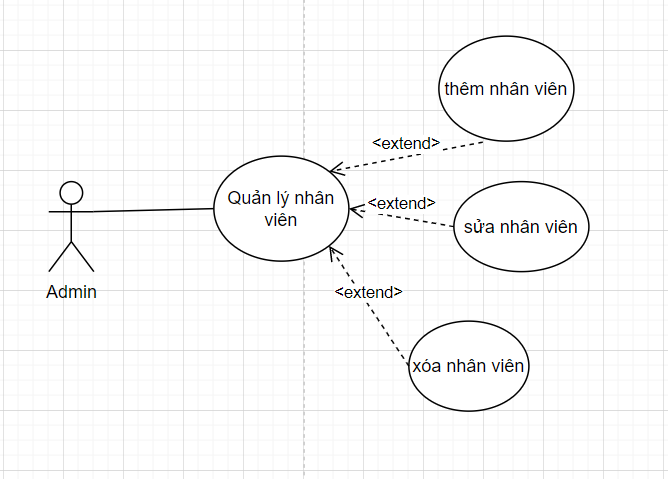 thêm nhân viên
<extend>
Quản lý nhân
viên
<extend>
sửa nhân viên
Admin
<extend>
xóa nhân viên